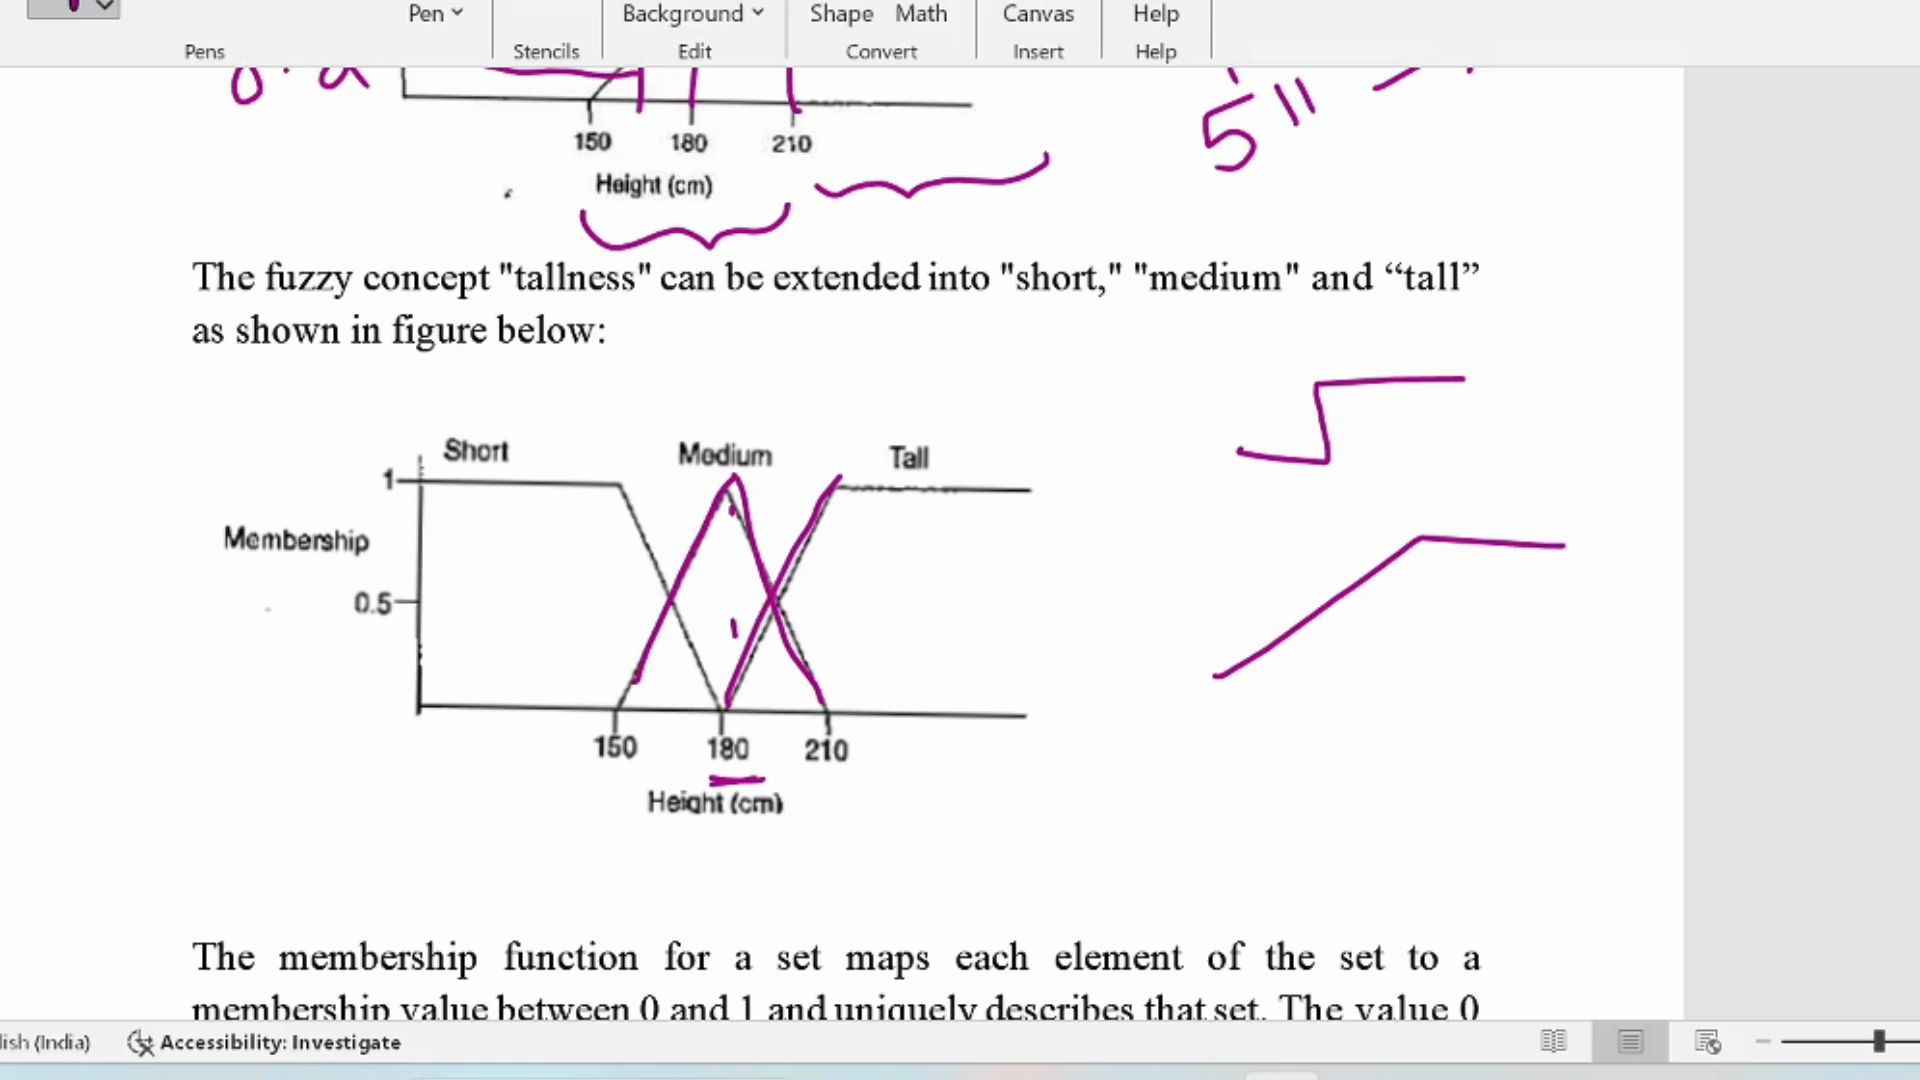 Pen
Background
Shape Math
Canvas
Help
Pens
Stencils
Edit
Convert
Insert
Help
150 180 210
5"
Height (cm)
The fuzzy concept "tallness" can be extended into "short," "medium" and “tall”
as shown in figure below:
Short
Medium
Tall
1
Membership
0.5
150 180 210
Height (cm)
The membership function for a set maps each element of the set to a
membership value between 0 and 1 and uniquely describes that set. The value 0
lish (India)
Accessibility: Investigate